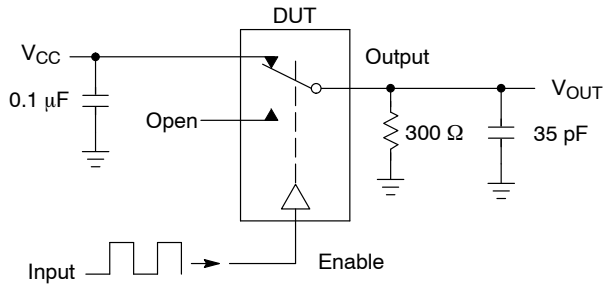 DUT
VCC
Output
0.1 μF
VOUT
Open
300 Ω
35 pF
Input
Enable